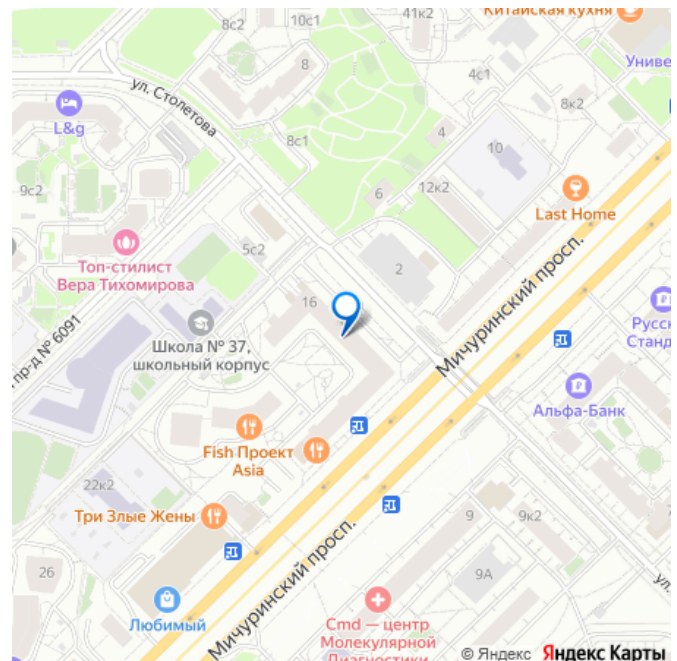 41к2
10с1
8с2
Китайская кухня
8
Униве
4с1
ул. Столетова
L&g
8к2
8с1
4
10
9с2
6
12к2
Last Home
5с2
Топ-стилист
Вера Тихомирова
2
Мичуринский просп.
16
пр-д № 6091
Школа № 37,
школьный корпус
Русск
Станд
Альфа-Банк
Fish Проект
Asia
22к2
Три Злые Жены
9
9к2
Мичуринский просп.
26
9А
ул.
Любимый
Cmd — центр
Молекулярной
Диагностики
© Яндекс Яндекс Карты